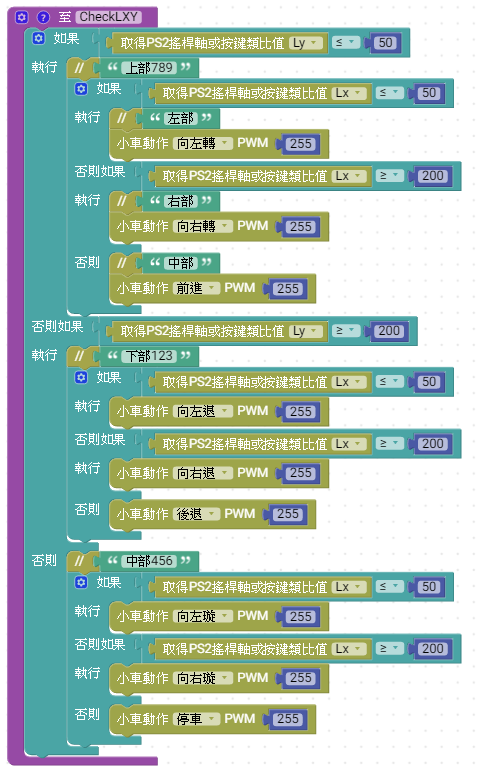 至 CheckLXY
如果 取得PS2搖桿軸或按鍵類比值 Ly ≤ 50
執行 // “ 上部789 ”
如果 取得PS2搖桿軸或按鍵類比值 Lx ≤ 50
執行 // “ 左部 ”
小車動作 向左轉 PWM 255
否則如果 取得PS2搖桿軸或按鍵類比值 Lx ≥ 200
執行 // “ 右部 ”
小車動作 向右轉 PWM 255
否則 // “ 中部 ”
小車動作 前進 PWM 255
否則如果 取得PS2搖桿軸或按鍵類比值 Ly ≥ 200
執行 // “ 下部123 ”
如果 取得PS2搖桿軸或按鍵類比值 Lx ≤ 50
執行 小車動作 向左退 PWM 255
否則如果 取得PS2搖桿軸或按鍵類比值 Lx ≥ 200
執行 小車動作 向右退 PWM 255
否則 小車動作 後退 PWM 255
否則 // “ 中部456 ”
如果 取得PS2搖桿軸或按鍵類比值 Lx ≤ 50
執行 小車動作 向左璇 PWM 255
否則如果 取得PS2搖桿軸或按鍵類比值 Lx ≥ 200
執行 小車動作 向右璇 PWM 255
否則 小車動作 停車 PWM 255